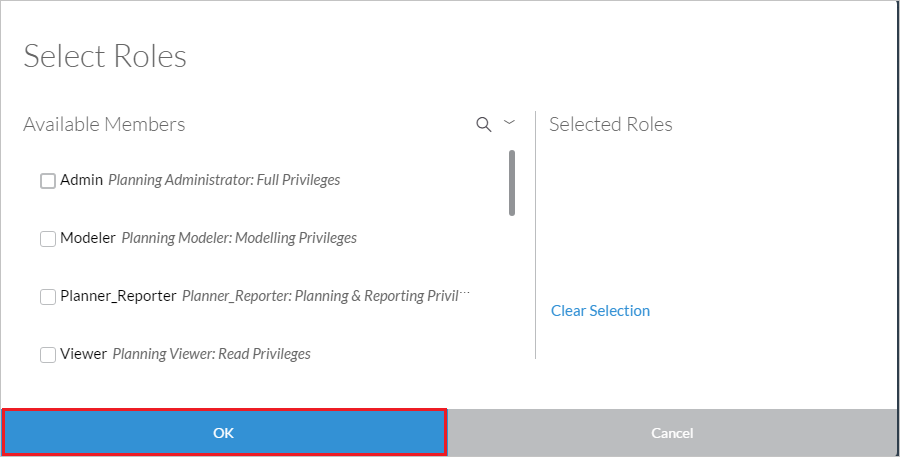 Select Roles
Available Members
Selected Roles
Admin Planning Administrator: Full Privileges
Modeler Planning Modeler: Modelling Privileges
Planner_Reporter Planner_Reporter: Planning & Reporting Privil...
Clear Selection
Viewer Planning Viewer: Read Privileges
OK
Cancel